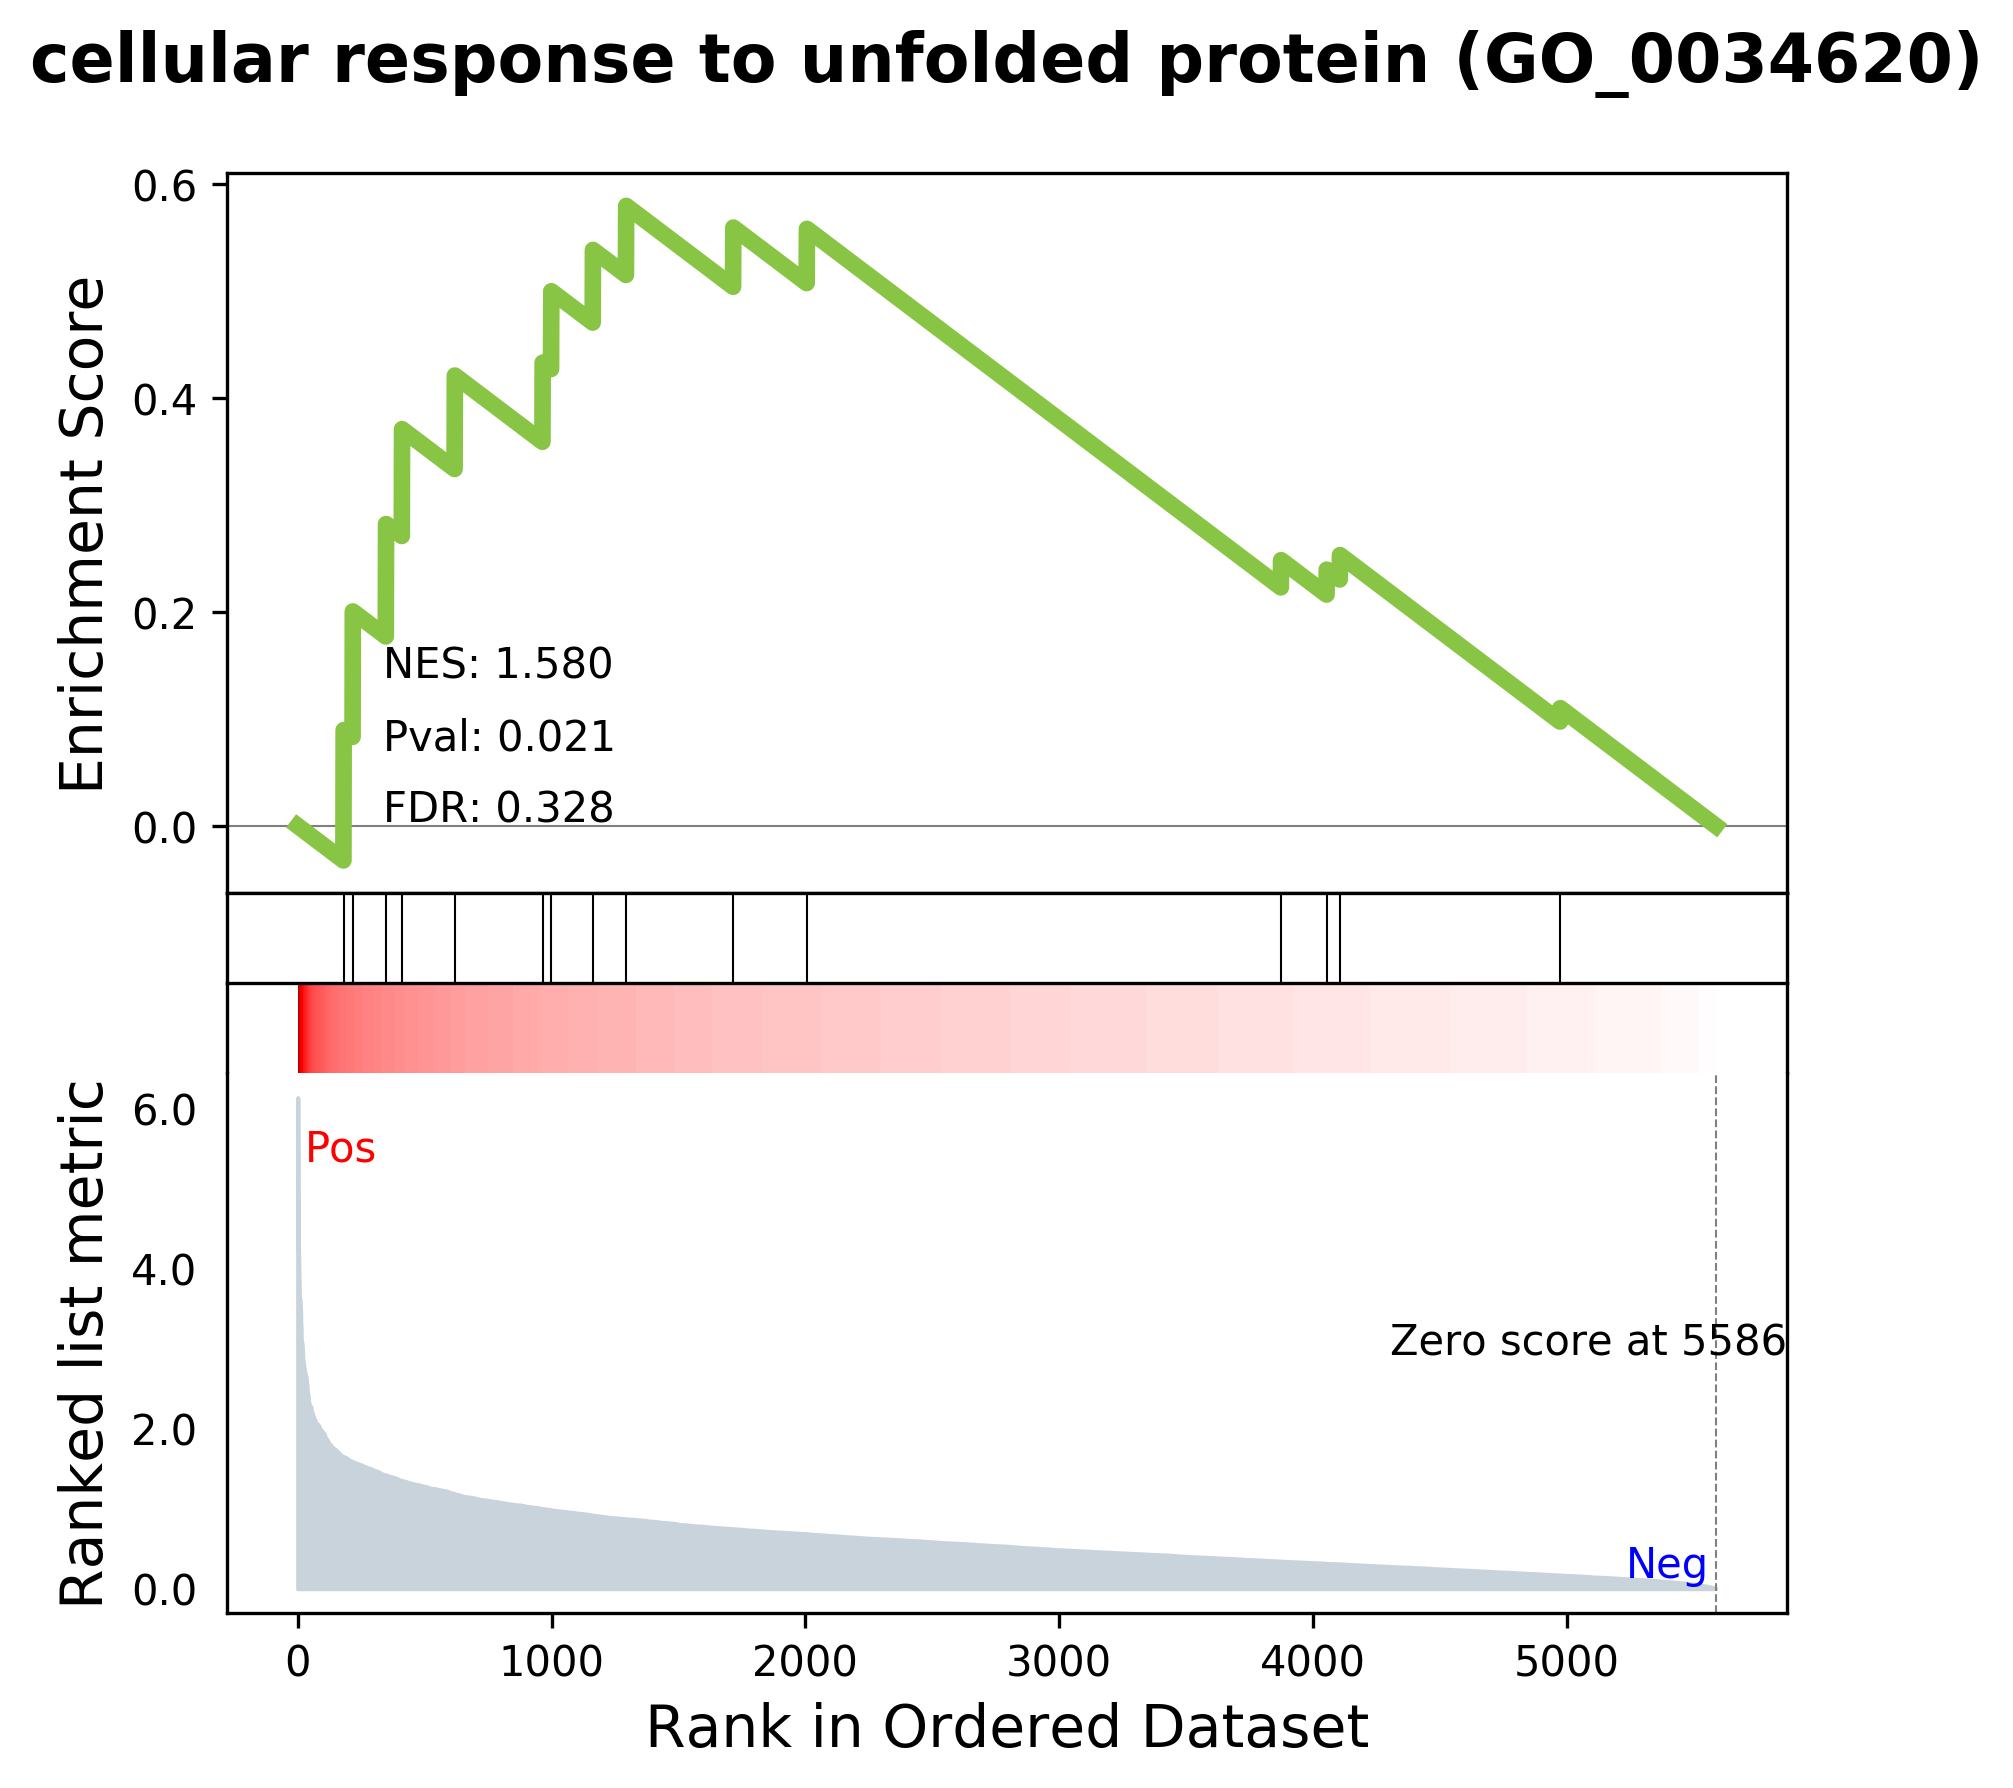 cellular response to unfolded protein (GO_0034620)
Enrichment Score
0.6
0.4
0.2
0.0
NES: 1.580
Pval: 0.021
FDR: 0.328
Ranked list metric
6.0
4.0
2.0
0.0
Pos
Zero score at 5586
Neg
0 1000 2000 3000 4000 5000
Rank in Ordered Dataset